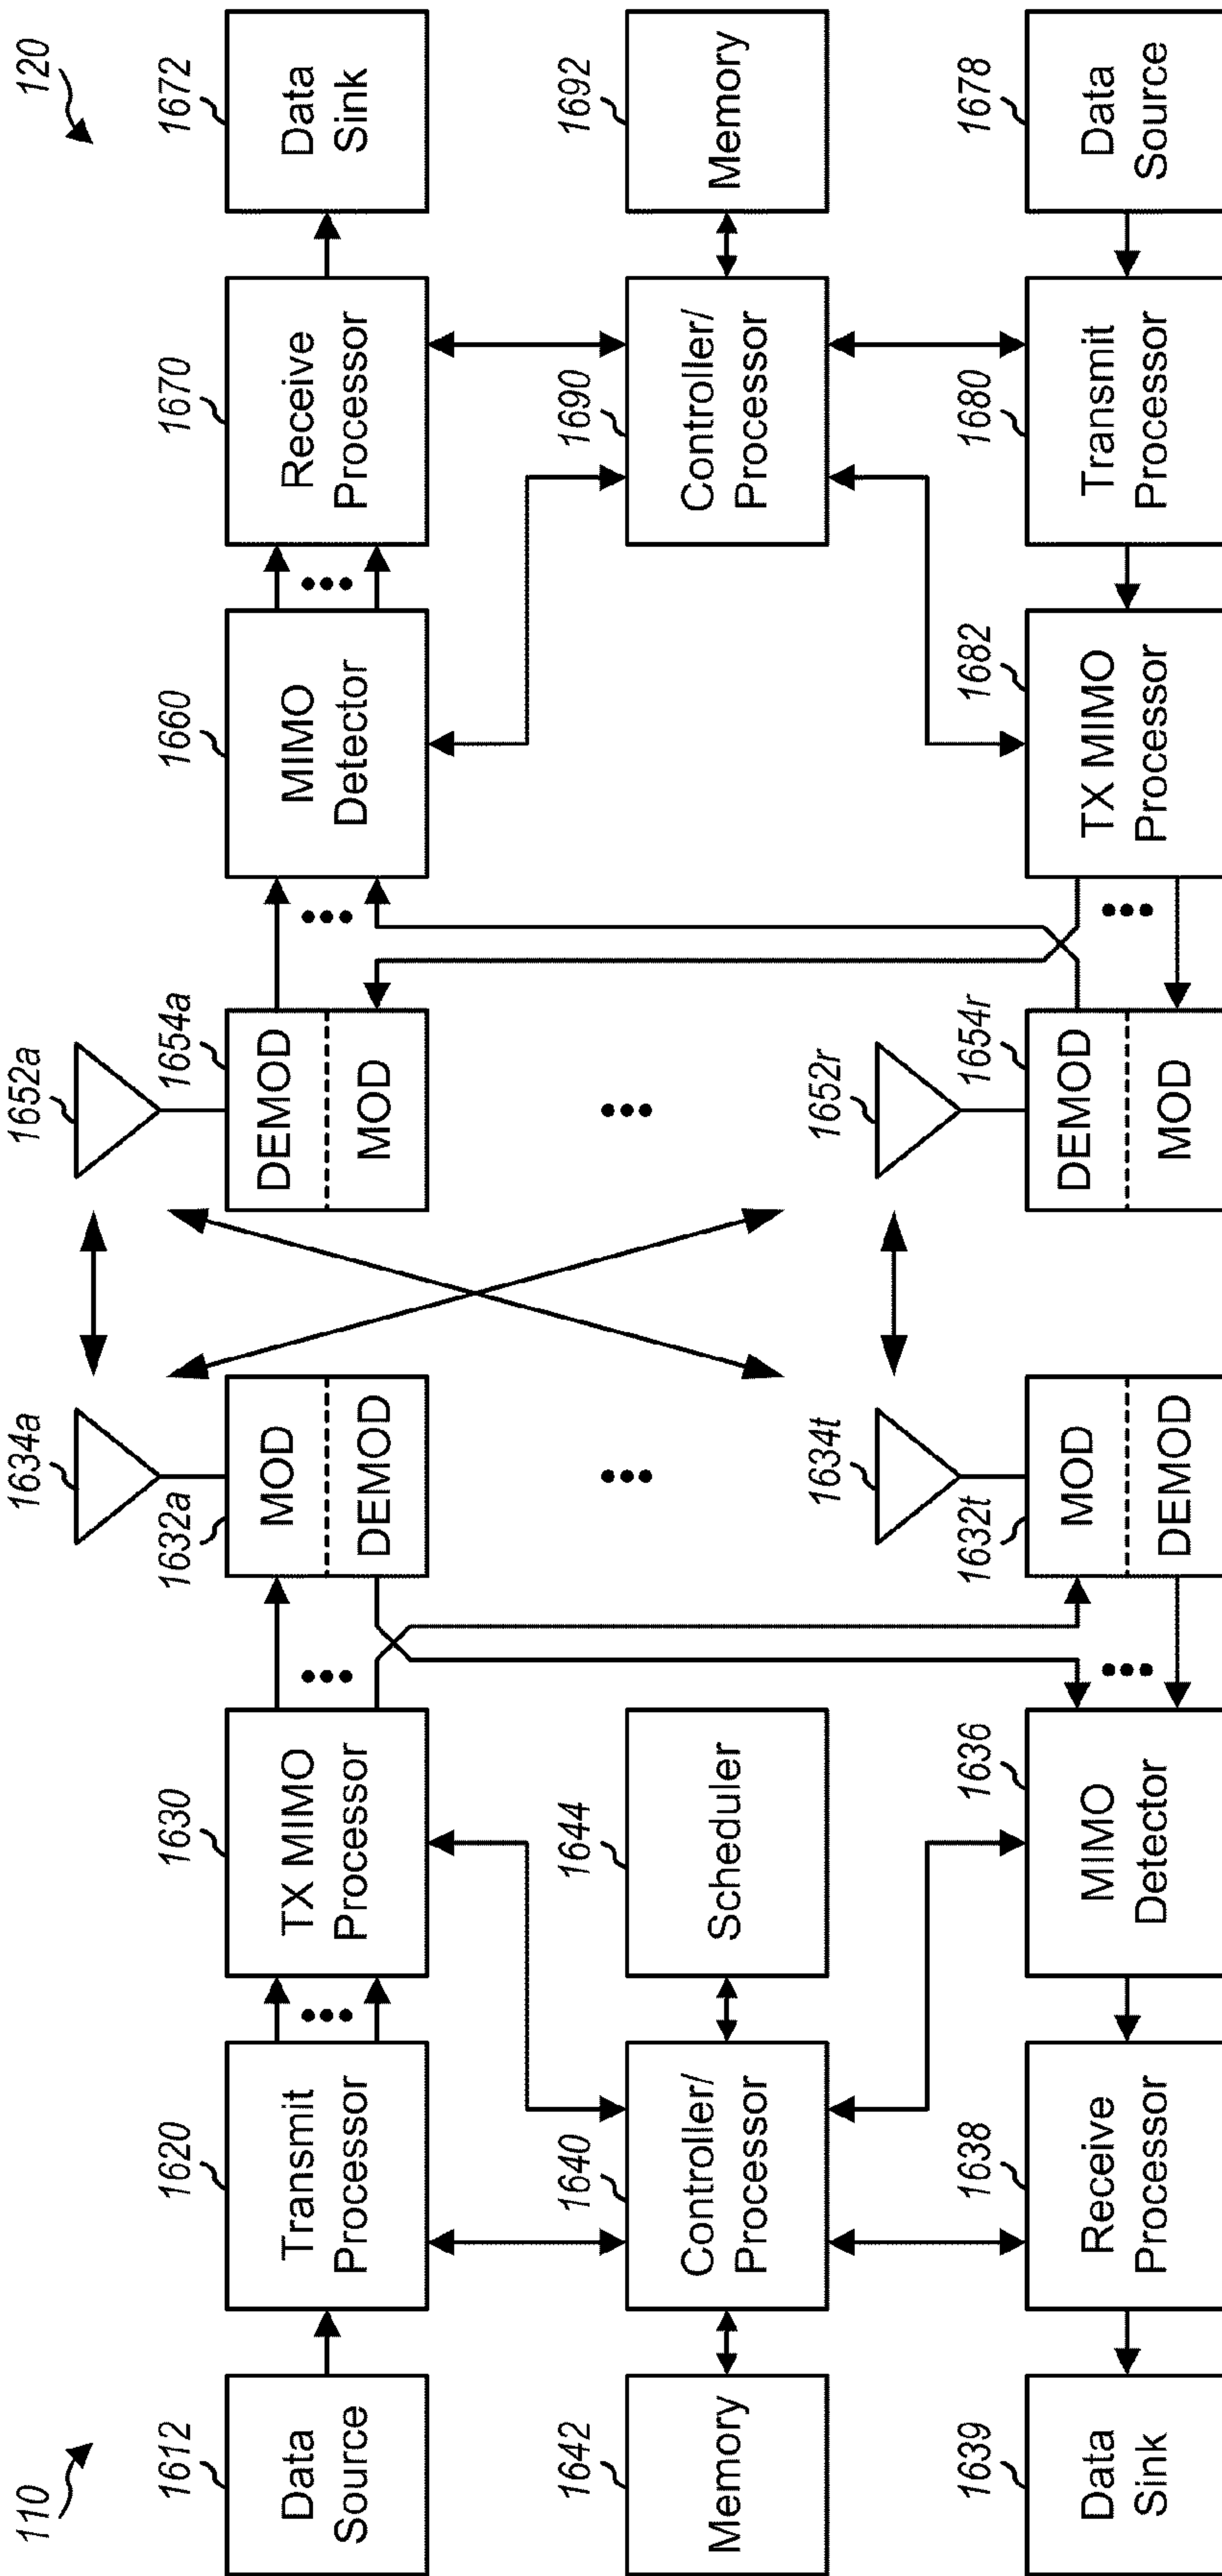 110
120
1612
Data
Source
1620
Transmit
Processor
1630
TX MIMO
Processor
1634a
1632a
MOD
DEMOD
1652a
1654a
DEMOD
MOD
1660
MIMO
Detector
1670
Receive
Processor
1672
Data
Sink
1642
Memory
1640
Controller/
Processor
1644
Scheduler
1690
Controller/
Processor
1692
Memory
1639
Data
Sink
1638
Receive
Processor
1636
MIMO
Detector
1634t
1632t
MOD
DEMOD
1652r
1654r
DEMOD
MOD
1682
TX MIMO
Processor
1680
Transmit
Processor
1678
Data
Source